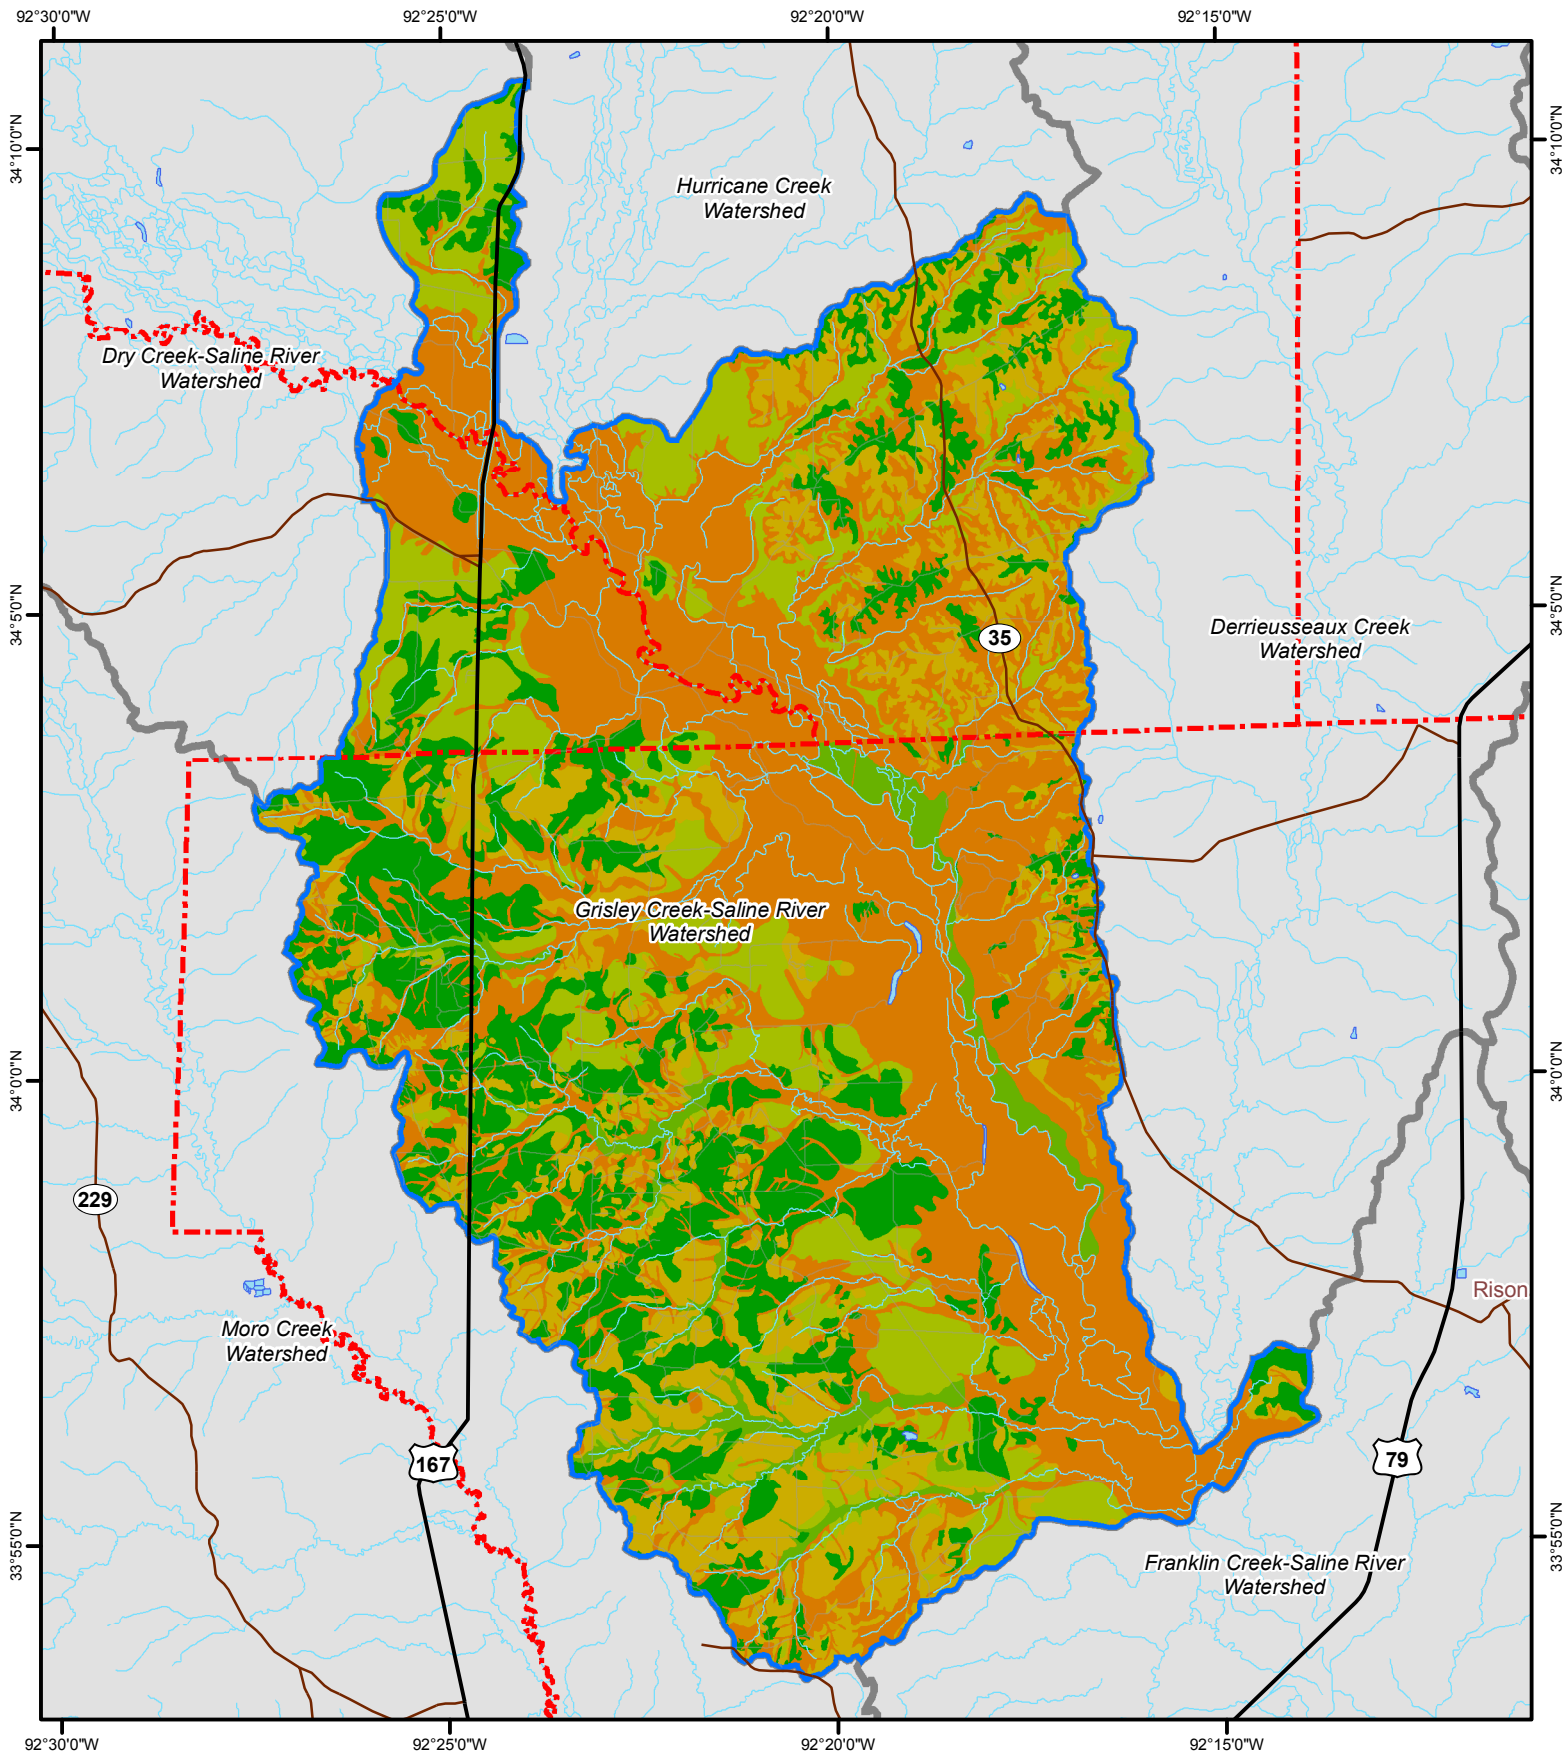 92°30'0"W
92°25'0"W
92°20'0"W
92°15'0"W
34°10'0"N
34°10'0"N
Hurricane Creek
Watershed
Dry Creek-Saline River
Watershed
34°5'0"N
34°5'0"N
35
Derrieusseaux Creek
Watershed
Grisley Creek-Saline River
Watershed
34°0'0"N
34°0'0"N
229
Rison
Moro Creek
Watershed
167
79
33°55'0"N
33°55'0"N
Franklin Creek-Saline River
Watershed
92°30'0"W
92°25'0"W
92°20'0"W
92°15'0"W